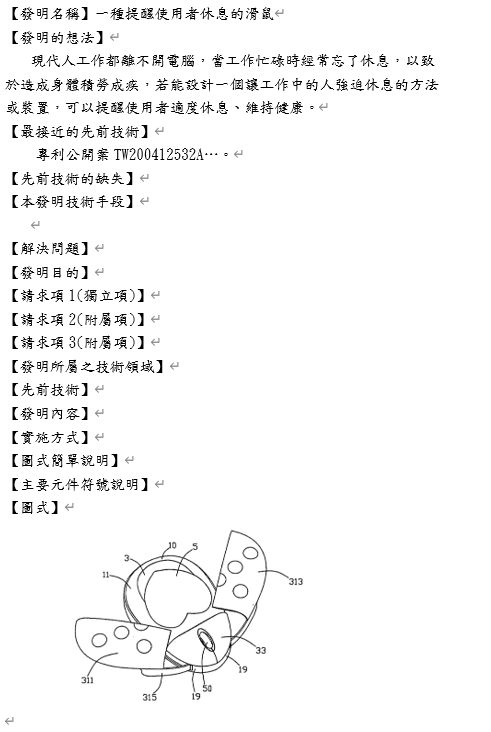 【發明名稱】一種提醒使用者休息的滑鼠
【發明的想法】
現代人工作都離不開電腦，當工作忙碌時經常忘了休息，以致
於造成身體積勞成疾，若能設計一個讓工作中的人強迫休息的方法
或裝置，可以提醒使用者適度休息、維持健康。
【最接近的先前技術】
專利公開案 TW200412532A…。
【先前技術的缺失】
【本發明技術手段】
【解決問題】
【發明目的】
【請求項 1(獨立項)】
【請求項 2(附屬項)】
【請求項 3(附屬項)】
【發明所屬之技術領域】
【先前技術】
【發明內容】
【實施方式】
【圖式簡單說明】
【主要元件符號說明】
【圖式】
10
3
5
11
313
33
311
19
315
19
50